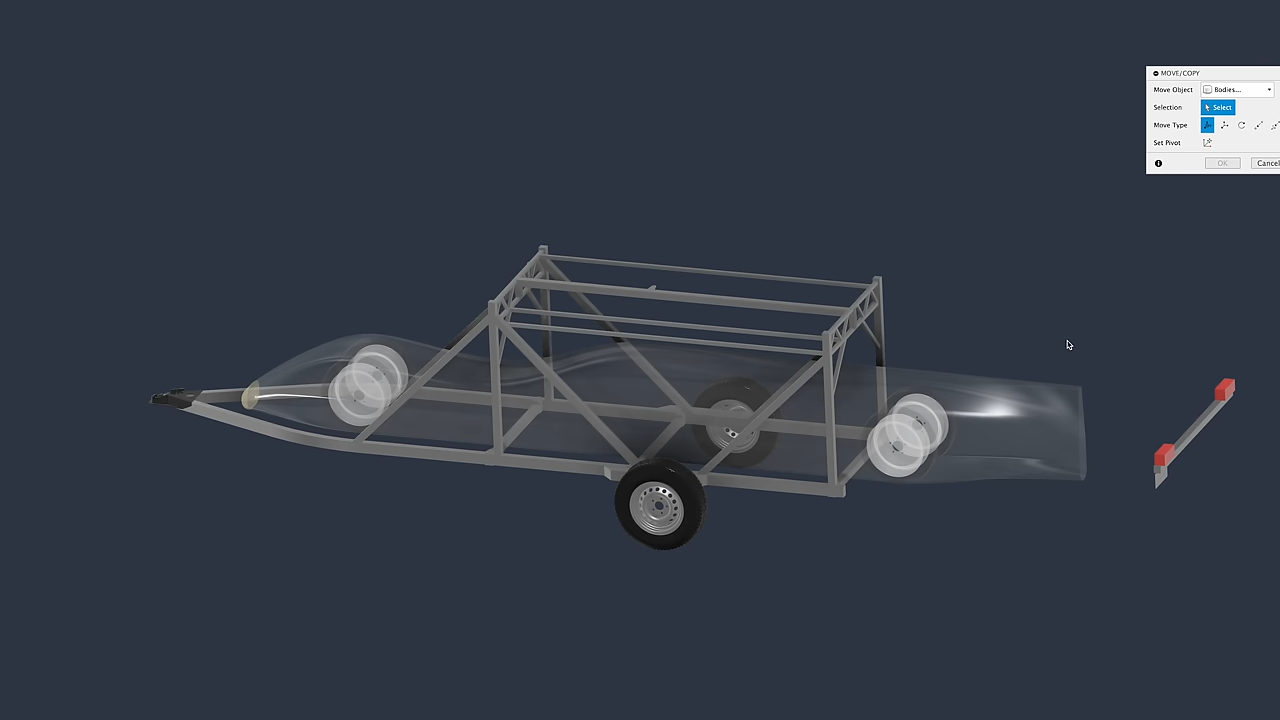 MOVE/COPY
Move Object Bodies...
Selection Select
Move Type
Set Pivot
OK Cancel